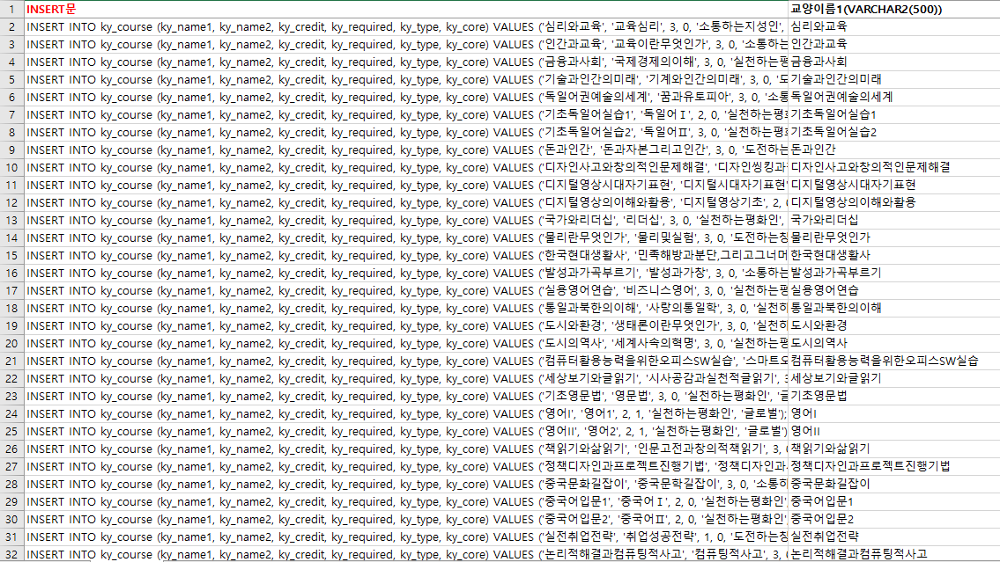 1 INSERT문 교양이름1(VARCHAR2(500))
2 INSERT INTO ky_course (ky_name1, ky_name2, ky_credit, ky_required, ky_type, ky_core) VALUES ('심리와교육', '교육심리', 3, 0, '소통하는지성인', 심리와교육
3 INSERT INTO ky_course (ky_name1, ky_name2, ky_credit, ky_required, ky_type, ky_core) VALUES ('인간과교육', '교육이란무엇인가', 3, 0, '소통하는 인간과교육
4 INSERT INTO ky_course (ky_name1, ky_name2, ky_credit, ky_required, ky_type, ky_core) VALUES ('금융과사회', '국제경제의이해', 3, 0, '실천하는평 금융과사회
5 INSERT INTO ky_course (ky_name1, ky_name2, ky_credit, ky_required, ky_type, ky_core) VALUES ('기술과인간의미래', '기계와인간의미래', 3, 0, '도 기술과인간의미래
6 INSERT INTO ky_course (ky_name1, ky_name2, ky_credit, ky_required, ky_type, ky_core) VALUES ('독일어권예술의세계', '꿈과유토피아', 3, 0, '소통 독일어권예술의세계
7 INSERT INTO ky_course (ky_name1, ky_name2, ky_credit, ky_required, ky_type, ky_core) VALUES ('기초독일어실습1', '독일어Ⅰ', 2, 0, '실천하는평화 기초독일어실습1
8 INSERT INTO ky_course (ky_name1, ky_name2, ky_credit, ky_required, ky_type, ky_core) VALUES ('기초독일어실습2', '독일어Ⅱ', 3, 0, '실천하는평화 기초독일어실습2
9 INSERT INTO ky_course (ky_name1, ky_name2, ky_credit, ky_required, ky_type, ky_core) VALUES ('돈과인간', '돈과자본그리고인간', 3, 0, '도전하는 돈과인간
10 INSERT INTO ky_course (ky_name1, ky_name2, ky_credit, ky_required, ky_type, ky_core) VALUES ('디자인사고와창의적인문제해결', '디자인씽킹과 디자인사고와창의적인문제해결
11 INSERT INTO ky_course (ky_name1, ky_name2, ky_credit, ky_required, ky_type, ky_core) VALUES ('디지털영상시대자기표현', '디지털시대자기표현' 디지털영상시대자기표현
12 INSERT INTO ky_course (ky_name1, ky_name2, ky_credit, ky_required, ky_type, ky_core) VALUES ('디지털영상의이해와활용', '디지털영상기초', 2, 디지털영상의이해와활용
13 INSERT INTO ky_course (ky_name1, ky_name2, ky_credit, ky_required, ky_type, ky_core) VALUES ('국가와리더십', '리더십', 3, 0, '실천하는평화인', 국가와리더십
14 INSERT INTO ky_course (ky_name1, ky_name2, ky_credit, ky_required, ky_type, ky_core) VALUES ('물리란무엇인가', '물리및실험', 3, 0, '도전하는창 물리란무엇인가
15 INSERT INTO ky_course (ky_name1, ky_name2, ky_credit, ky_required, ky_type, ky_core) VALUES ('한국현대생활사', '민족해방과분단,그리고그너머 한국현대생활사
16 INSERT INTO ky_course (ky_name1, ky_name2, ky_credit, ky_required, ky_type, ky_core) VALUES ('발성과가곡부르기', '발성과가창', 3, 0, '소통하는 발성과가곡부르기
17 INSERT INTO ky_course (ky_name1, ky_name2, ky_credit, ky_required, ky_type, ky_core) VALUES ('실용영어연습', '비즈니스영어', 3, 0, '실천하는평 실용영어연습
18 INSERT INTO ky_course (ky_name1, ky_name2, ky_credit, ky_required, ky_type, ky_core) VALUES ('통일과북한의이해', '사랑의통일학', 3, 0, '실천하 통일과북한의이해
19 INSERT INTO ky_course (ky_name1, ky_name2, ky_credit, ky_required, ky_type, ky_core) VALUES ('도시와환경', '생태론이란무엇인가', 3, 0, '실천하 도시와환경
20 INSERT INTO ky_course (ky_name1, ky_name2, ky_credit, ky_required, ky_type, ky_core) VALUES ('도시의역사', '세계사속의혁명', 3, 0, '실천하는평 도시의역사
21 INSERT INTO ky_course (ky_name1, ky_name2, ky_credit, ky_required, ky_type, ky_core) VALUES ('컴퓨터활용능력을위한오피스SW실습', '스마트오 컴퓨터활용능력을위한오피스SW실습
22 INSERT INTO ky_course (ky_name1, ky_name2, ky_credit, ky_required, ky_type, ky_core) VALUES ('세상보기와글읽기', '시사공감과실천적글읽기', 3 세상보기와글읽기
23 INSERT INTO ky_course (ky_name1, ky_name2, ky_credit, ky_required, ky_type, ky_core) VALUES ('기초영문법', '영문법', 3, 0, '실천하는평화인', '글 기초영문법
24 INSERT INTO ky_course (ky_name1, ky_name2, ky_credit, ky_required, ky_type, ky_core) VALUES ('영어I', '영어1', 2, 1, '실천하는평화인', '글로벌'); 영어I
25 INSERT INTO ky_course (ky_name1, ky_name2, ky_credit, ky_required, ky_type, ky_core) VALUES ('영어II', '영어2', 2, 1, '실천하는평화인', '글로벌') 영어II
26 INSERT INTO ky_course (ky_name1, ky_name2, ky_credit, ky_required, ky_type, ky_core) VALUES ('책읽기와삶읽기', '인문고전과창의적책읽기', 3, 책읽기와삶읽기
27 INSERT INTO ky_course (ky_name1, ky_name2, ky_credit, ky_required, ky_type, ky_core) VALUES ('정책디자인과프로젝트진행기법', '정책디자인과 정책디자인과프로젝트진행기법
28 INSERT INTO ky_course (ky_name1, ky_name2, ky_credit, ky_required, ky_type, ky_core) VALUES ('중국문화길잡이', '중국문학길잡이', 3, 0, '소통하 중국문화길잡이
29 INSERT INTO ky_course (ky_name1, ky_name2, ky_credit, ky_required, ky_type, ky_core) VALUES ('중국어입문1', '중국어Ⅰ', 2, 0, '실천하는평화인' 중국어입문1
30 INSERT INTO ky_course (ky_name1, ky_name2, ky_credit, ky_required, ky_type, ky_core) VALUES ('중국어입문2', '중국어Ⅱ', 2, 0, '실천하는평화인' 중국어입문2
31 INSERT INTO ky_course (ky_name1, ky_name2, ky_credit, ky_required, ky_type, ky_core) VALUES ('실전취업전략', '취업성공전략', 1, 0, '도전하는창 실전취업전략
32 INSERT INTO ky_course (ky_name1, ky_name2, ky_credit, ky_required, ky_type, ky_core) VALUES ('논리적해결과컴퓨팅적사고', '컴퓨팅적사고', 3, 논리적해결과컴퓨팅적사고